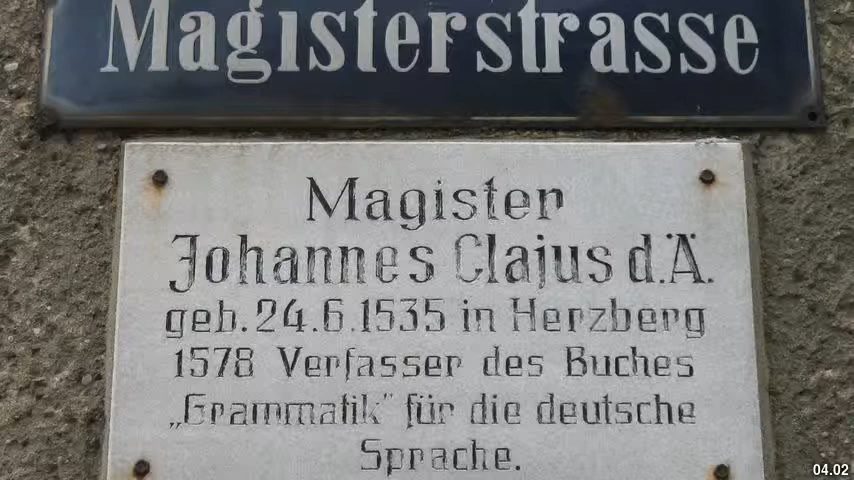 Magisterstrasse
Magister
Johannes Clajus d.Ä.
geb. 24.6.1535 in Herzberg
1578 Verfasser des Buches
„Grammatik" für die deutsche
Sprache.
04.02